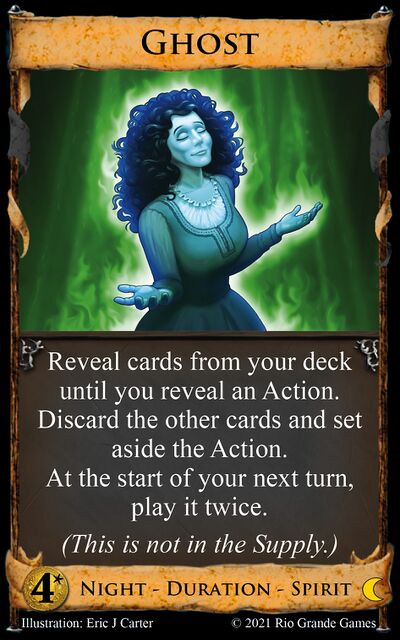 GHOST
Reveal cards from your deck
until you reveal an Action.
Discard the other cards and set
aside the Action.
At the start of your next turn,
play it twice.
(This is not in the Supply.)
4* NIGHT - DURATION - SPIRIT
Illustration: Eric J Carter © 2021 Rio Grande Games